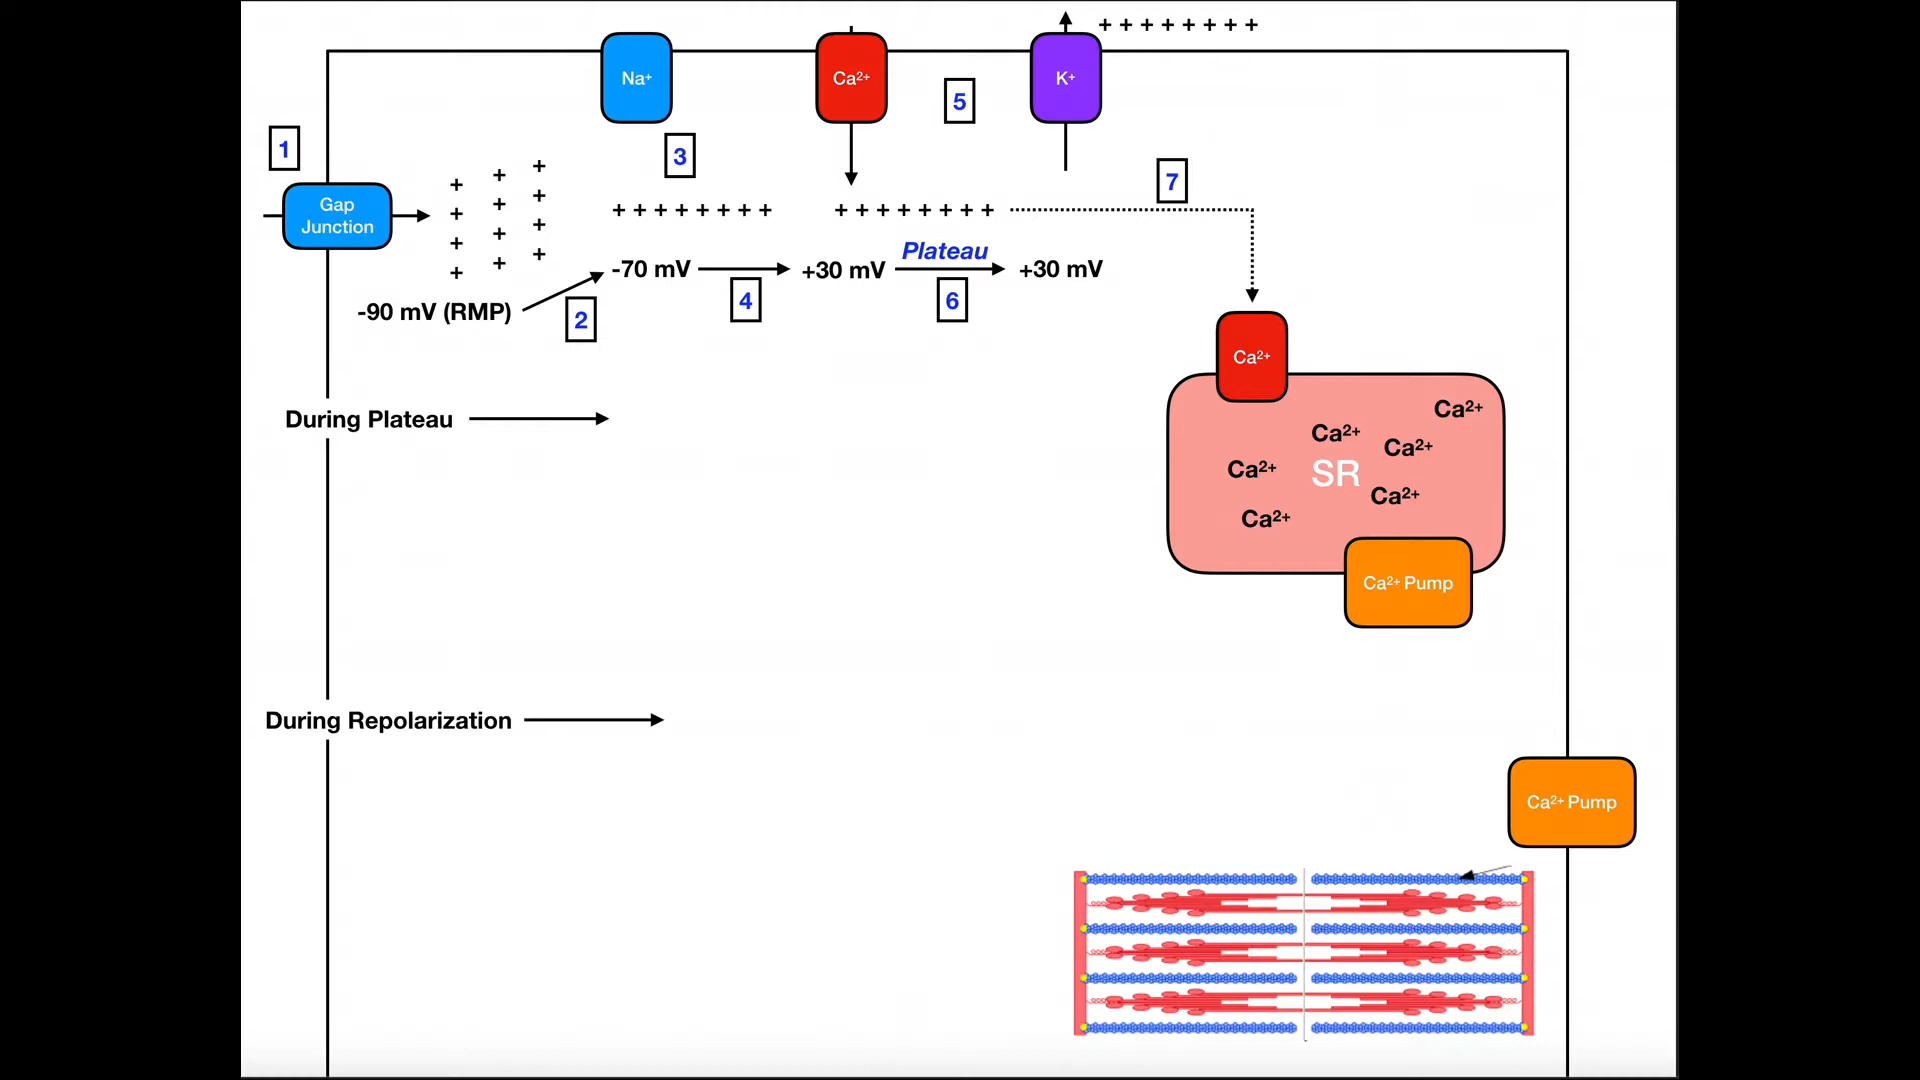 + + + + + + + +
Na⁺
Ca²⁺
K⁺
5
1
3
7
Gap
Junction
+ + +
+ + +
+ + +
+ + +
+ + + + + + + +
+ + + + + + + +
Plateau
-70 mV
+30 mV
+30 mV
-90 mV (RMP)
2
4
6
Ca²⁺
During Plateau
Ca²⁺
Ca²⁺
Ca²⁺
Ca²⁺
SR
Ca²⁺
Ca²⁺
Ca²⁺ Pump
During Repolarization
Ca²⁺ Pump